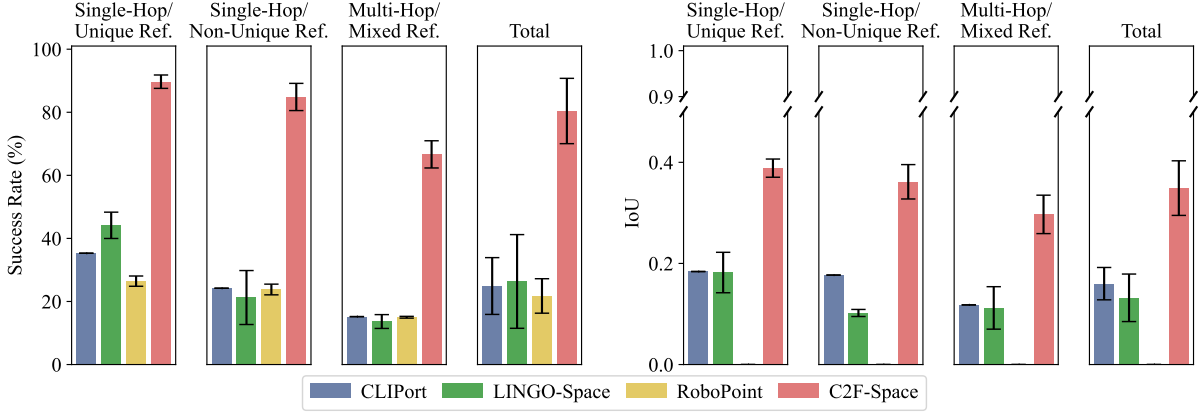 Single-Hop/
Unique Ref.
Single-Hop/
Non-Unique Ref.
Multi-Hop/
Mixed Ref.
Total
Success Rate (%)
100
80
60
40
20
0
Single-Hop/
Unique Ref.
Single-Hop/
Non-Unique Ref.
Multi-Hop/
Mixed Ref.
Total
IoU
1.0
0.9
0.4
0.2
0.0
CLIPort
LINGO-Space
RoboPoint
C2F-Space